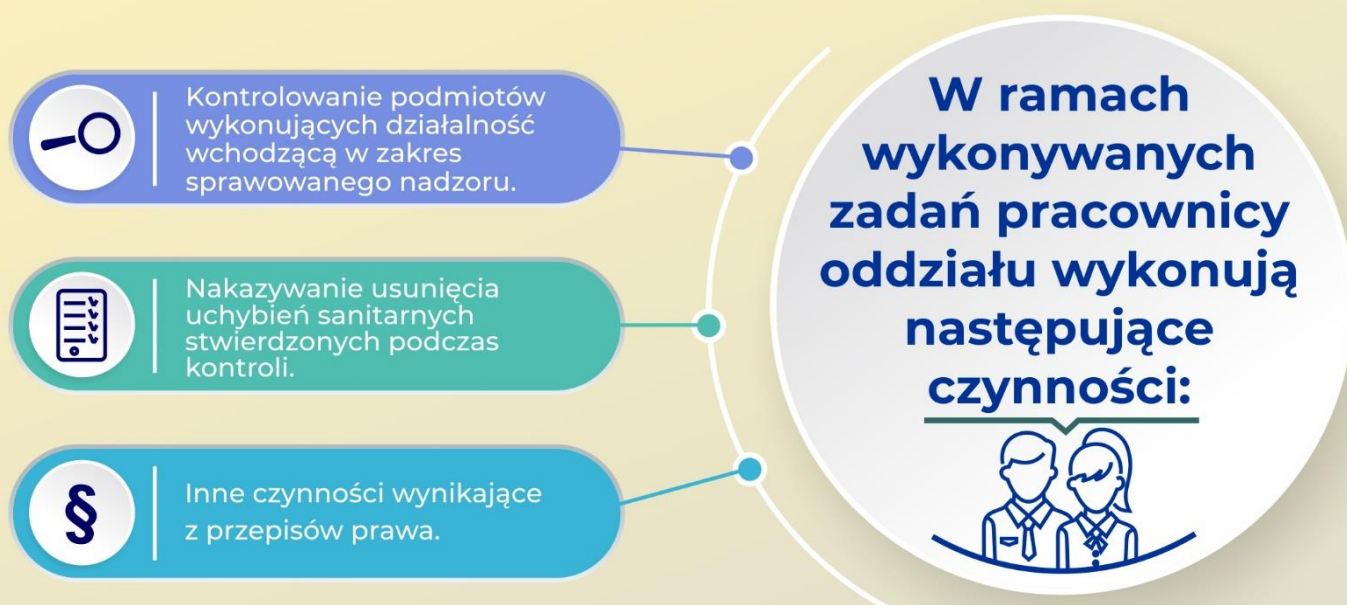 W ramach
wykonywanych
zadań pracownicy
oddziału wykonują
następujące
czynności:
Kontrolowanie podmiotów
wykonujących działalność
wchodzącą w zakres
sprawowanego nadzoru.
Nakazywanie usunięcia
uchybień sanitarnych
stwierdzonych podczas
kontroli.
§
Inne czynności wynikające
z przepisów prawa.